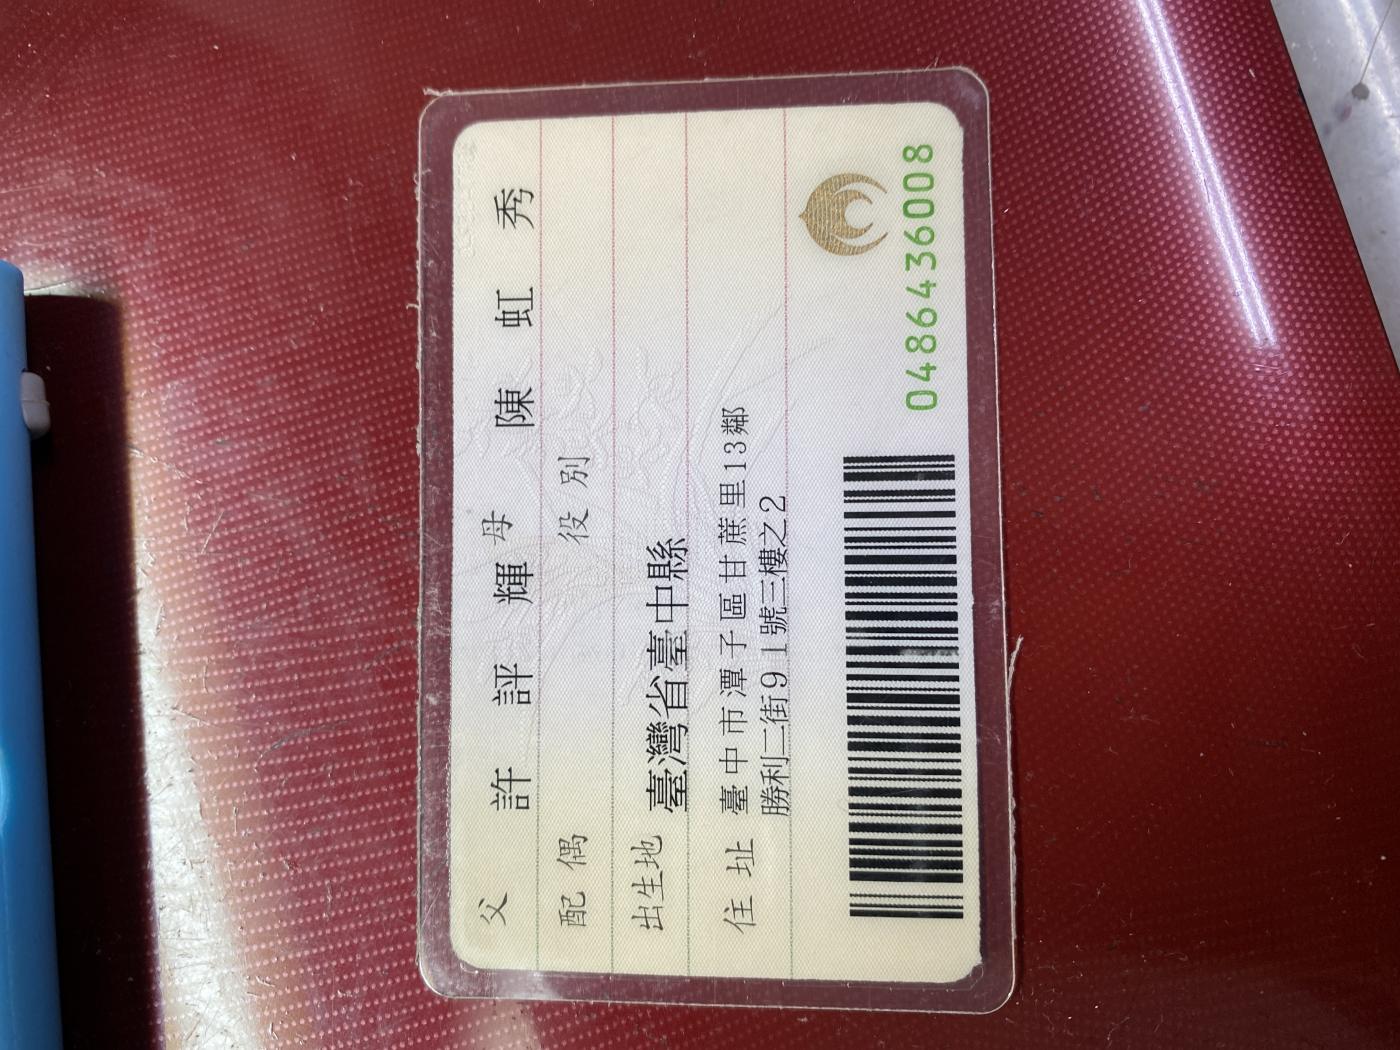 父 許評輝 母 陳虹秀
配偶 役別
出生地 臺灣省臺中縣
住址 臺中市潭子區甘蔗里13鄰
勝利二街91號三樓之2
0486436008